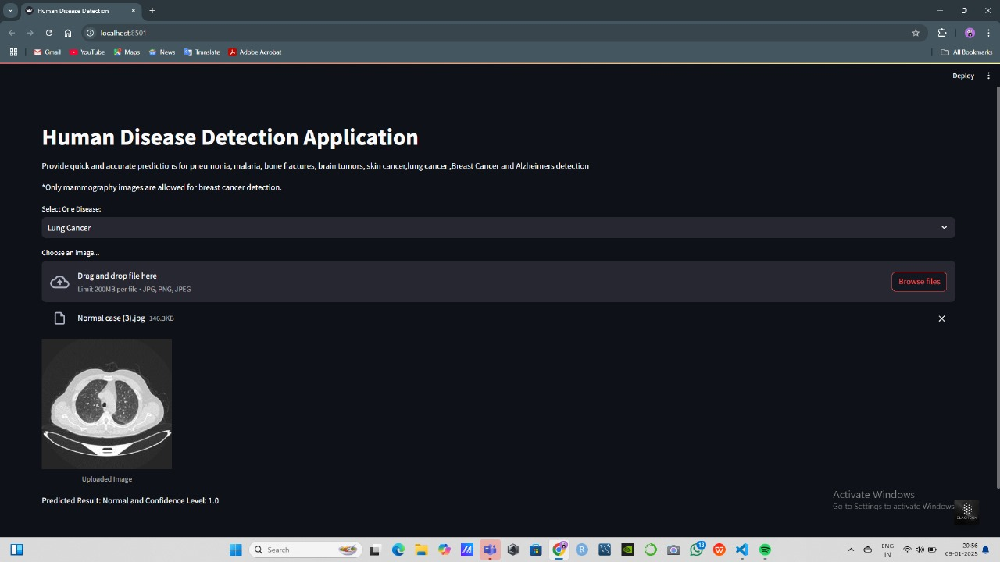 Human Disease Detection
localhost:8501
Gmail YouTube Maps News Translate Adobe Acrobat All Bookmarks
Deploy
Human Disease Detection Application
Provide quick and accurate predictions for pneumonia, malaria, bone fractures, brain tumors, skin cancer,lung cancer ,Breast Cancer and Alzheimers detection
*Only mammography images are allowed for breast cancer detection.
Select One Disease:
Lung Cancer
Choose an image...
Drag and drop file here
Limit 200MB per file • JPG, PNG, JPEG
Browse files
Normal case (3).jpg 146.3KB
Uploaded Image
Predicted Result: Normal and Confidence Level: 1.0
Activate Windows
Go to Settings to activate Windows.
BLACKBOX
Search
13
ENG
IN
20:56
09-01-2025